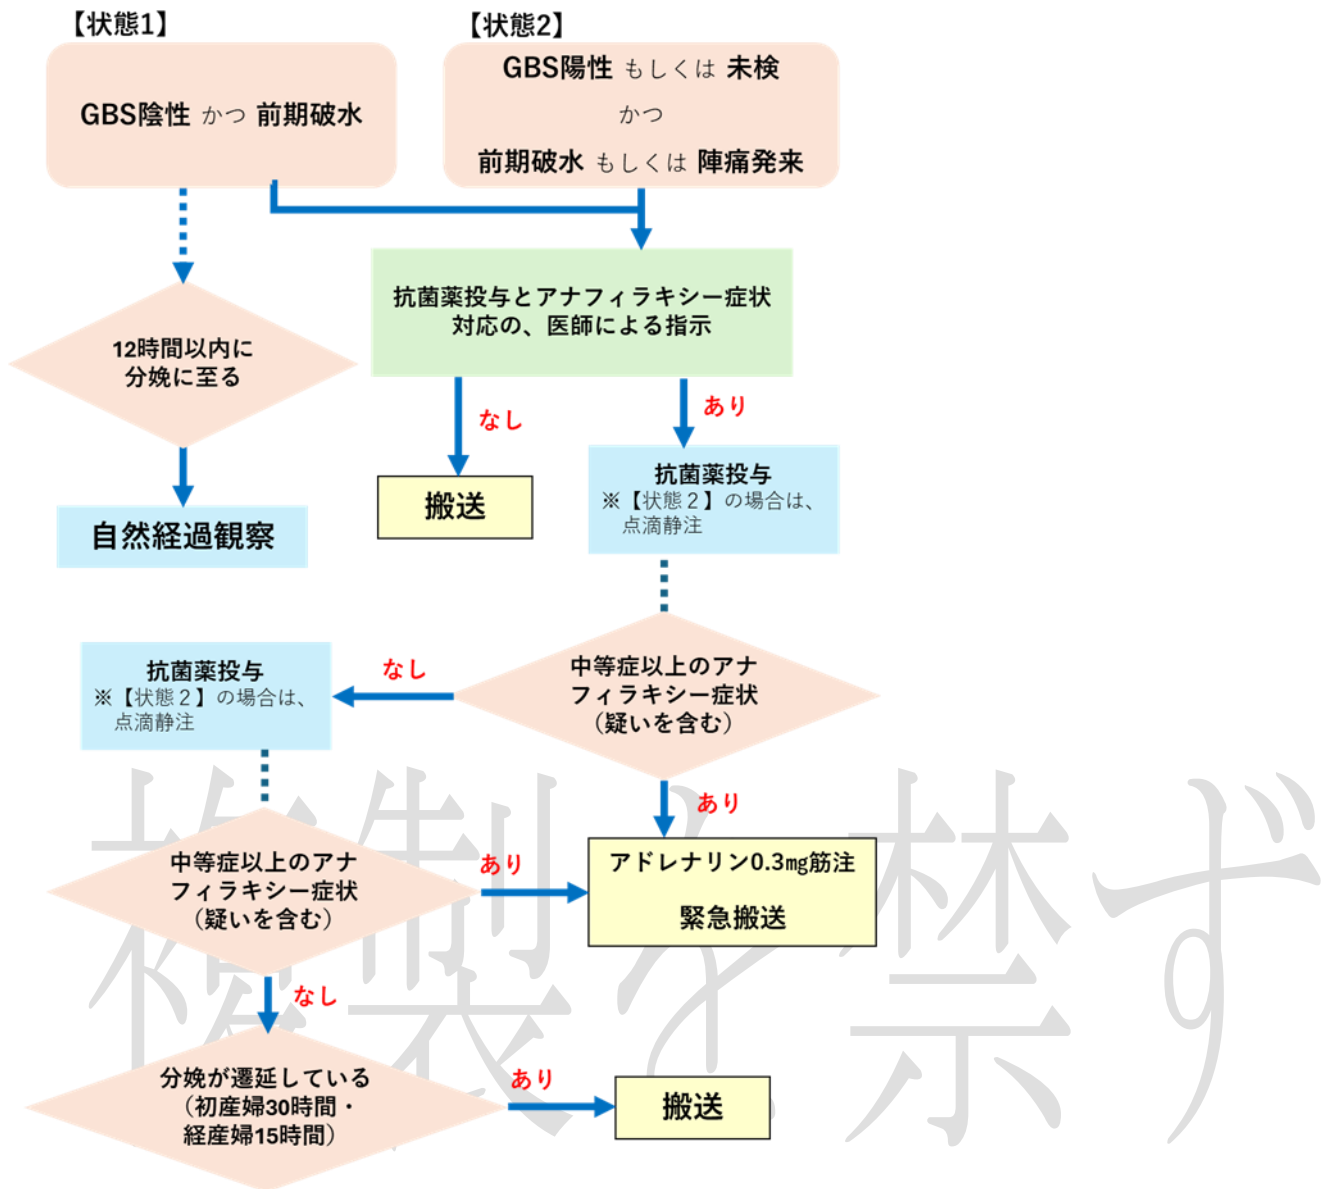 【状態1】
【状態2】
GBS陰性 かつ 前期破水
GBS陽性 もしくは 未検
かつ
前期破水 もしくは 陣痛発来
抗菌薬投与とアナフィラキシー症状
対応の、医師による指示
12時間以内に
分娩に至る
なし
あり
搬送
抗菌薬投与
※【状態２】の場合は、
点滴静注
自然経過観察
中等症以上のアナ
フィラキシー症状
（疑いを含む）
なし
抗菌薬投与
※【状態２】の場合は、
点滴静注
あり
アドレナリン0.3㎎筋注
緊急搬送
中等症以上のアナ
フィラキシー症状
（疑いを含む）
あり
なし
分娩が遷延している
（初産婦30時間・
経産婦15時間）
あり
搬送
複製を禁ず